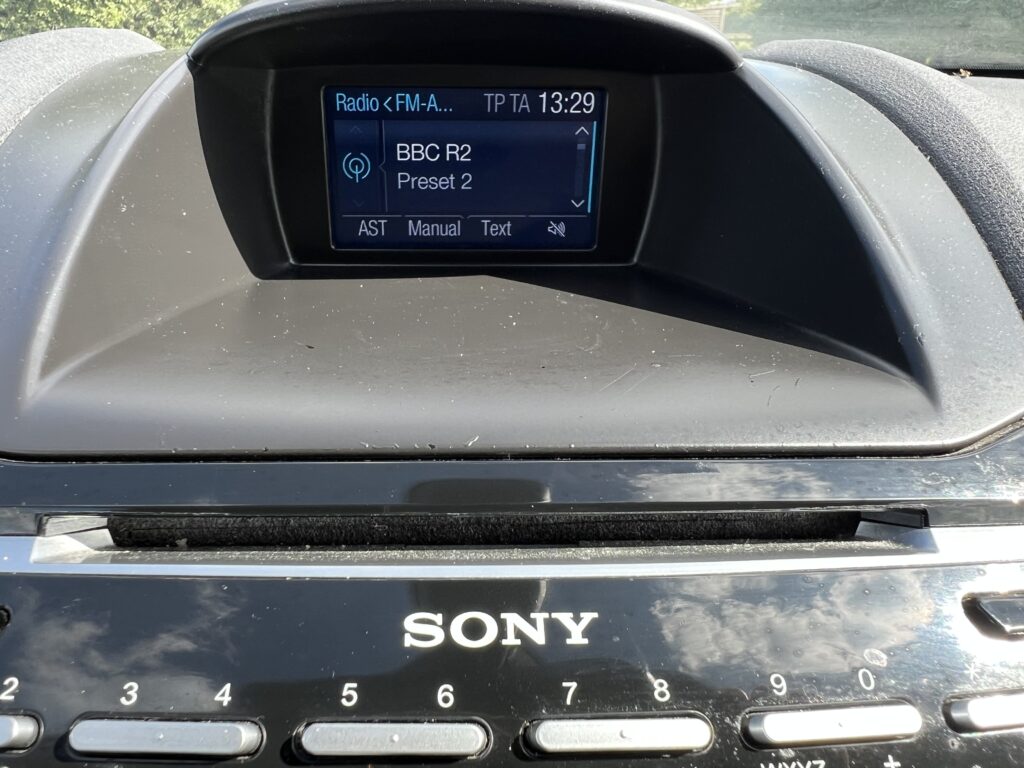 Radio < FM-A... TP TA 13:29
BBC R2
Preset 2
AST Manual Text
SONY
2 3 4 5 6 7 8 9 0
WXYZ +